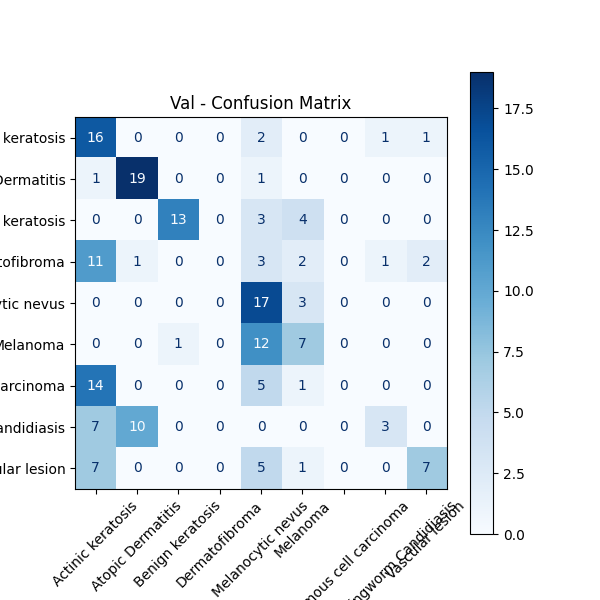 Val - Confusion Matrix
keratosis 16 0 0 0 2 0 0 1 1
Dermatitis 1 19 0 0 1 0 0 0 0
keratosis 0 0 13 0 3 4 0 0 0
tofibroma 11 1 0 0 3 2 0 1 2
ytic nevus 0 0 0 0 17 3 0 0 0
Melanoma 0 0 1 0 12 7 0 0 0
arcinoma 14 0 0 0 5 1 0 0 0
andidiasis 7 10 0 0 0 0 0 3 0
ular lesion 7 0 0 0 5 1 0 0 7
Actinic keratosis
Atopic Dermatitis
Benign keratosis
Dermatofibroma
Melanocytic nevus
Melanoma
mous cell carcinoma
ngworm Candidiasis
Vascular lesion
17.5
15.0
12.5
10.0
7.5
5.0
2.5
0.0